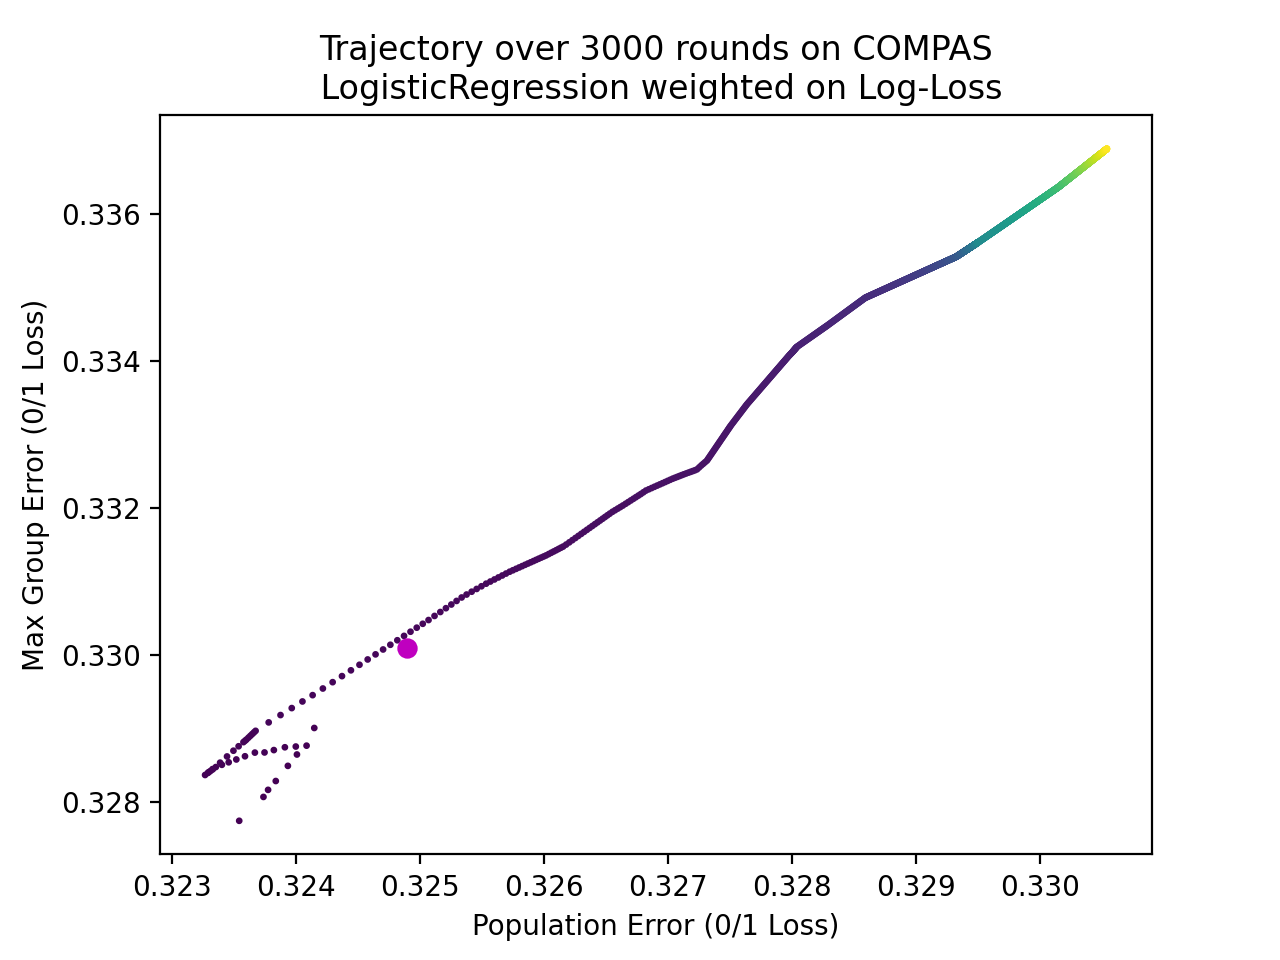 Trajectory over 3000 rounds on COMPAS
LogisticRegression weighted on Log-Loss
Max Group Error (0/1 Loss)
0.336
0.334
0.332
0.330
0.328
0.323 0.324 0.325 0.326 0.327 0.328 0.329 0.330
Population Error (0/1 Loss)